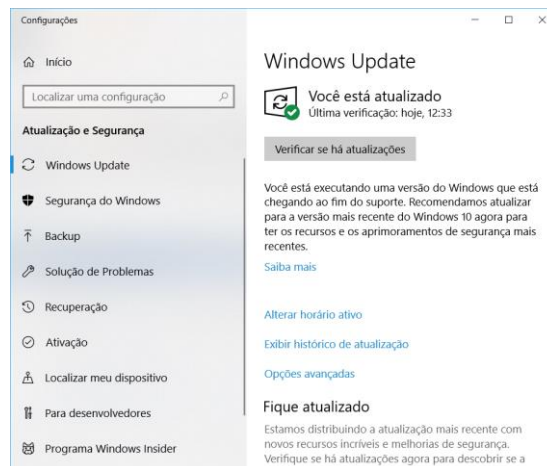 Configurações
Início
Localizar uma configuração
Atualização e Segurança
Windows Update
Segurança do Windows
Backup
Solução de Problemas
Recuperação
Ativação
Localizar meu dispositivo
Para desenvolvedores
Programa Windows Insider
Windows Update
Você está atualizado
Última verificação: hoje, 12:33
Verificar se há atualizações
Você está executando uma versão do Windows que está
chegando ao fim do suporte. Recomendamos atualizar
para a versão mais recente do Windows 10 agora para
ter os recursos e os aprimoramentos de segurança mais
recentes.
Saiba mais
Alterar horário ativo
Exibir histórico de atualização
Opções avançadas
Fique atualizado
Estamos distribuindo a atualização mais recente com
novos recursos incríveis e melhorias de segurança.
Verifique se há atualizações agora para descobrir se a